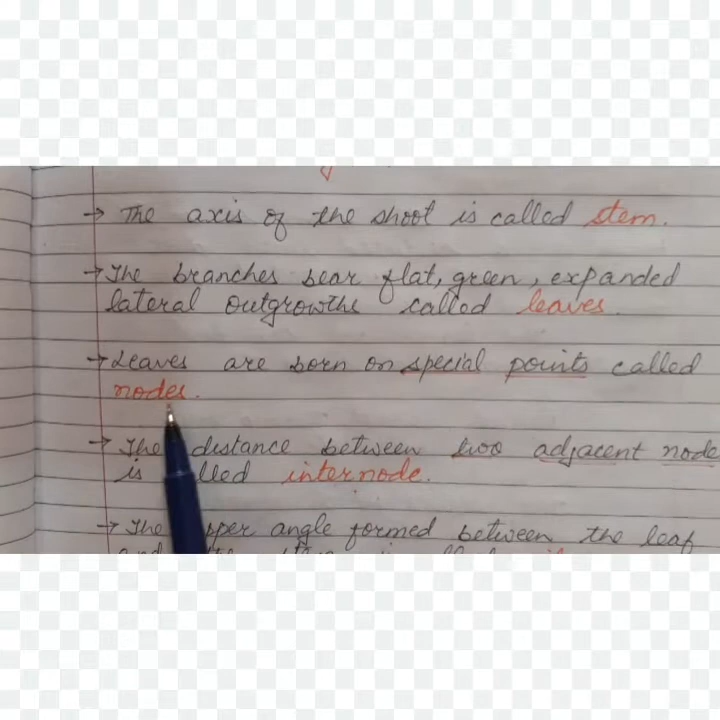 → The axis of the shoot is called stem.
→ The branches bear flat, green, expanded
lateral outgrowths called leaves.
→ Leaves are born on special points called
nodes.
→ The distance between two adjacent node
is lled internode.
→ The pper angle formed between the leaf